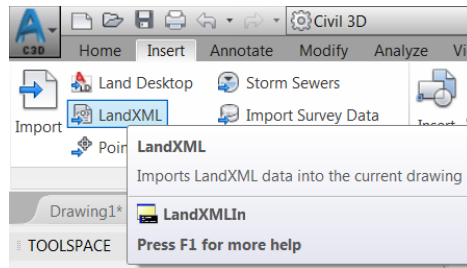 C3D
Civil 3D
Home Insert Annotate Modify Analyze
Land Desktop Storm Sewers
Import LandXML Import Survey Data
LandXML
Imports LandXML data into the current drawing
LandXMLIn
Press F1 for more help
Drawing1*
TOOLSPACE